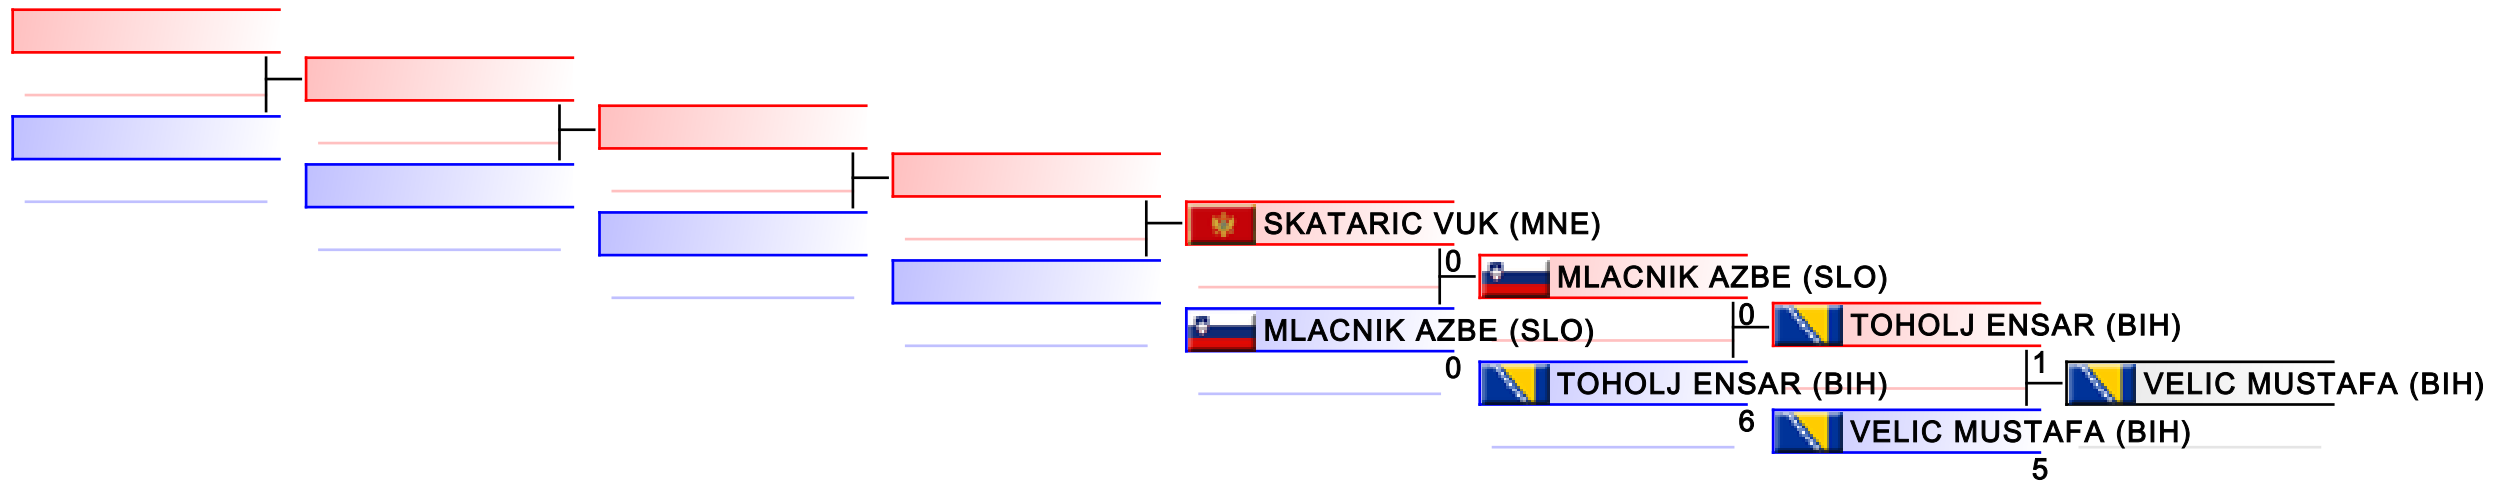 SKATARIC VUK (MNE)
0
MLACNIK AZBE (SLO)
MLACNIK AZBE (SLO)
0
0
TOHOLJ ENSAR (BIH)
TOHOLJ ENSAR (BIH)
6
1
VELIC MUSTAFA (BIH)
VELIC MUSTAFA (BIH)
5